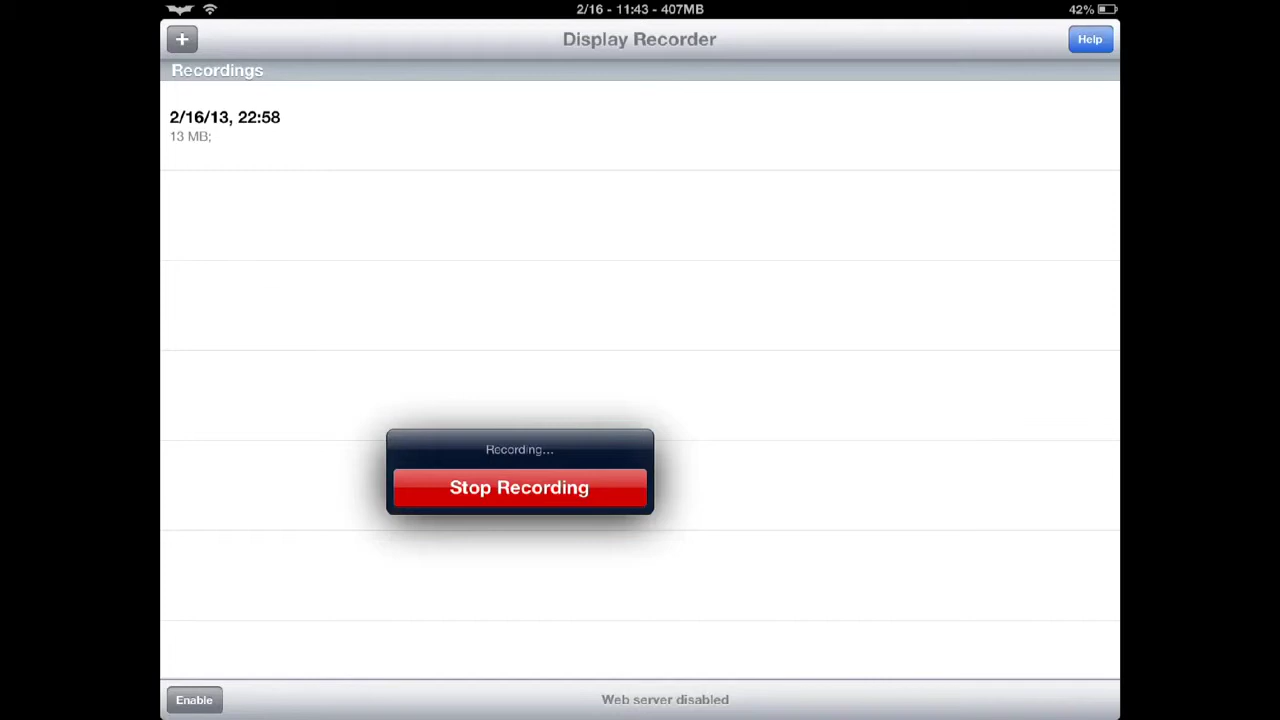 2/16 - 11:43 - 407MB
42%
+
Display Recorder
Help
Recordings
2/16/13, 22:58
13 MB;
Recording...
Stop Recording
Enable
Web server disabled